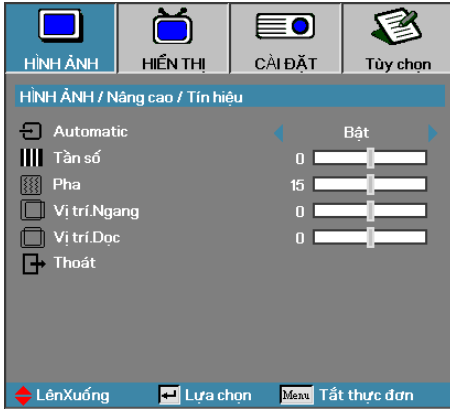 HÌNH ẢNH HIỂN THỊ CÀI ĐẶT Tùy chọn
HÌNH ẢNH / Nâng cao / Tín hiệu
Automatic Bật
Tần số 0
Pha 15
Vị trí.Ngang 0
Vị trí.Dọc 0
Thoát
LênXuống Lựa chọn Menu Tắt thực đơn